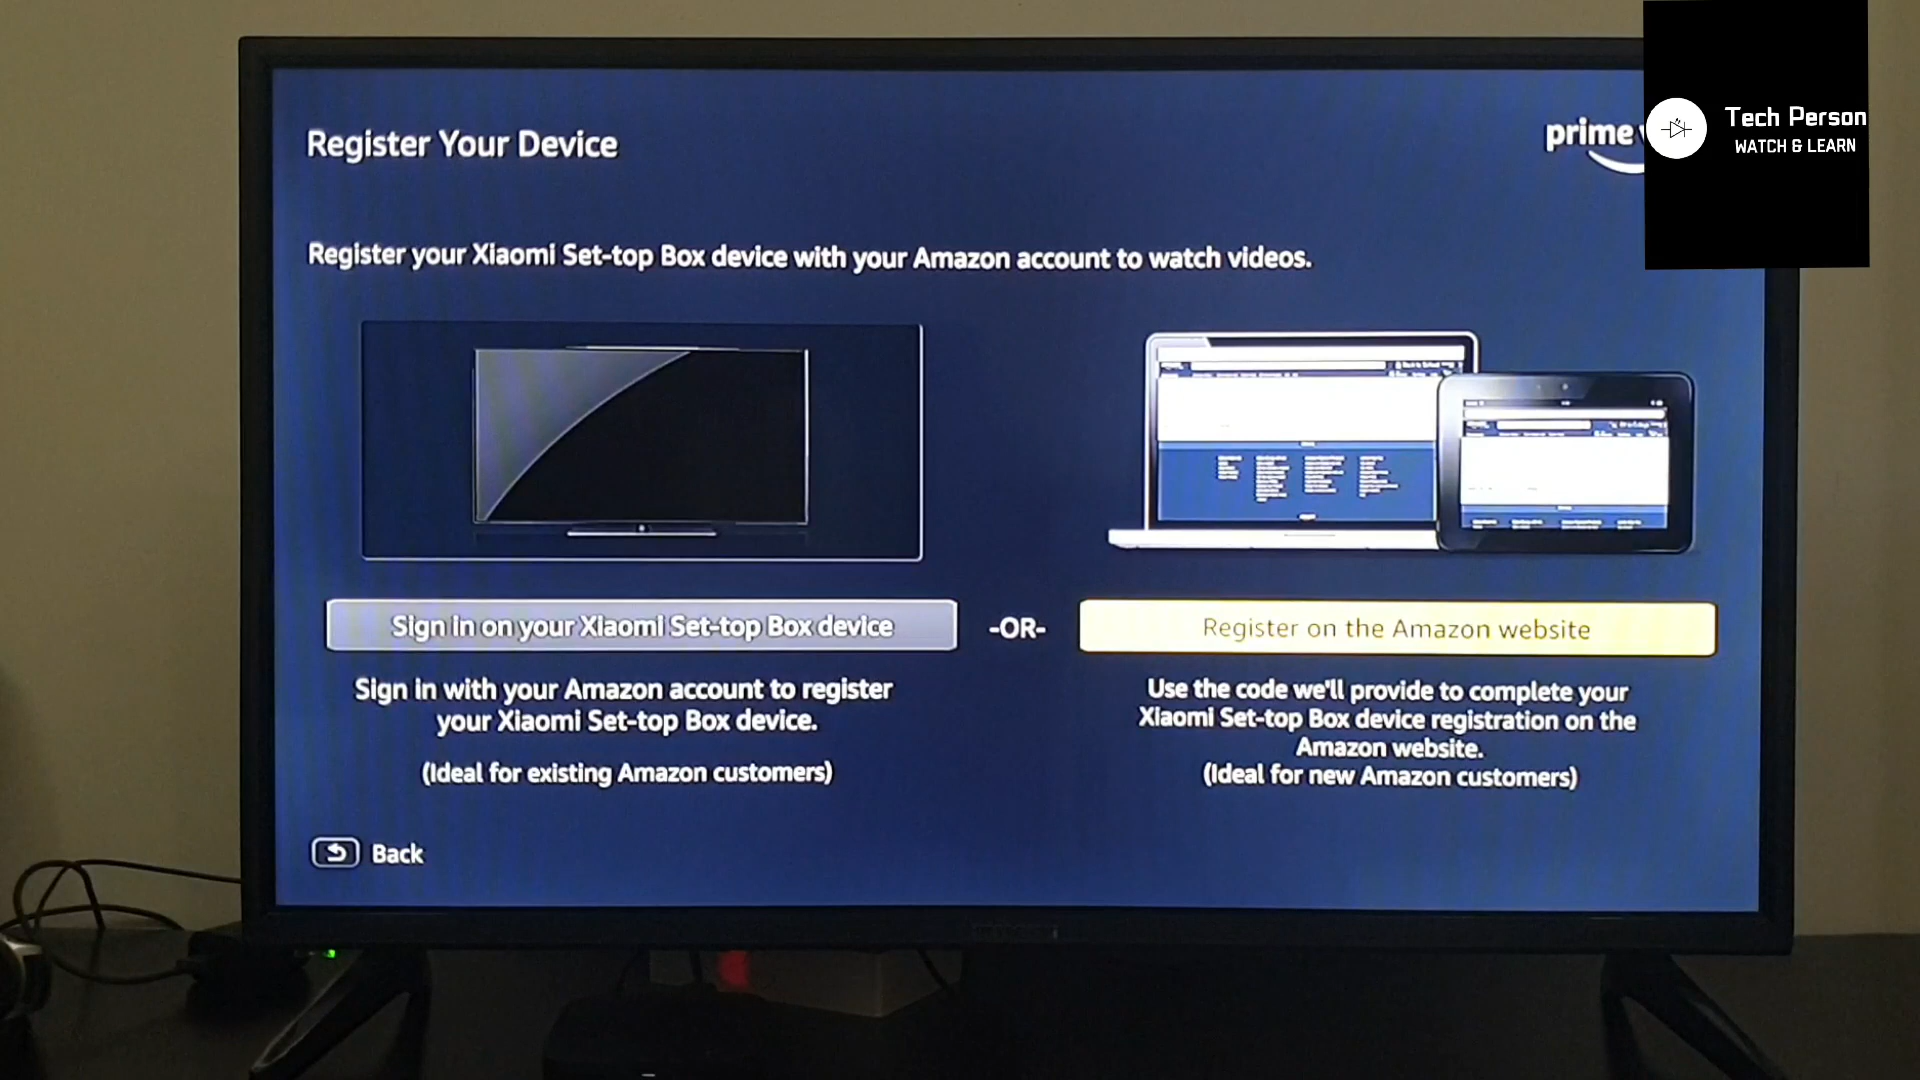 Register Your Device
prime
Tech Person
WATCH & LEARN
Register your Xiaomi Set-top Box device with your Amazon account to watch videos.
Sign in on your Xiaomi Set-top Box device
-OR-
Register on the Amazon website
Sign in with your Amazon account to register
your Xiaomi Set-top Box device.
(Ideal for existing Amazon customers)
Use the code we'll provide to complete your
Xiaomi Set-top Box device registration on the
Amazon website.
(Ideal for new Amazon customers)
Back